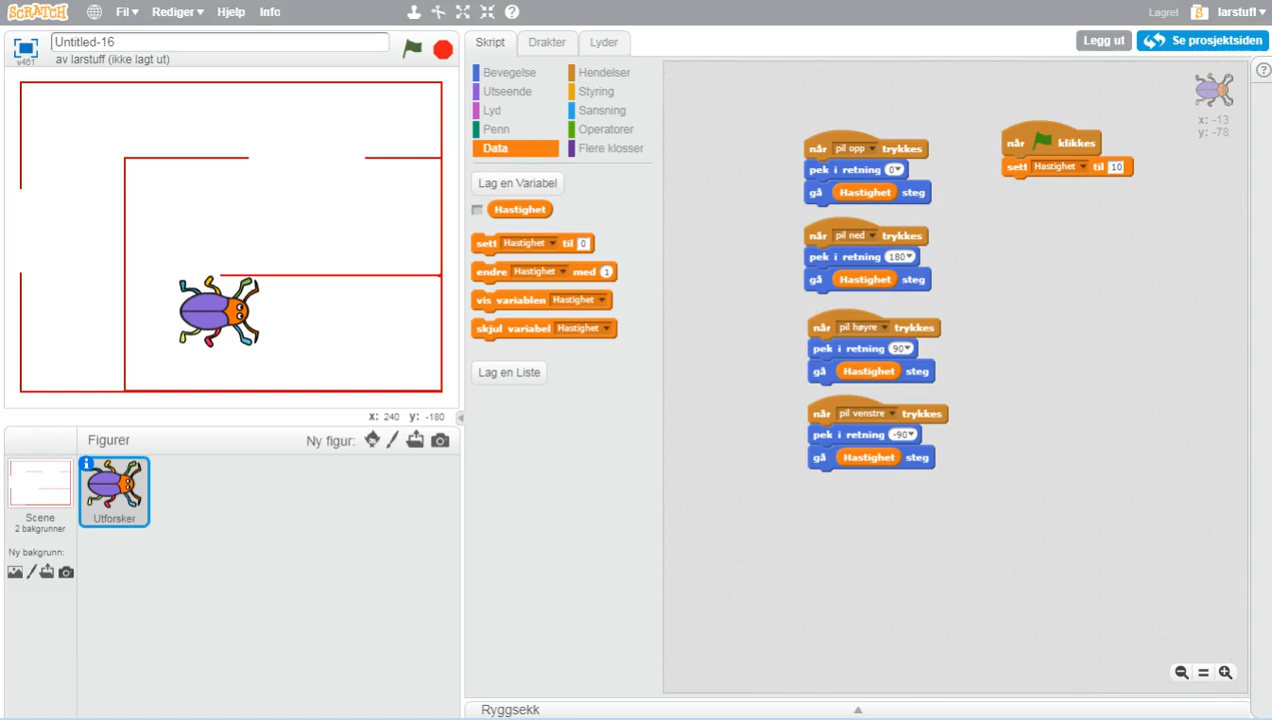 SCRATCH Fil Rediger Hjelp Info Lagret larstufl
Untitled-16
v461 av larstuff (ikke lagt ut)
Skript Drakter Lyder
Legg ut Se prosjektsiden
Bevegelse Hendelser
Utseende Styring
Lyd Sansning
Penn Operatorer
Data Flere klosser
Lag en Variabel
Hastighet
sett Hastighet til 0
endre Hastighet med 1
vis variablen Hastighet
skjul variabel Hastighet
Lag en Liste
når pil opp trykkes
pek i retning 0
gå Hastighet steg
når pil ned trykkes
pek i retning 180
gå Hastighet steg
når pil høyre trykkes
pek i retning 90
gå Hastighet steg
når pil venstre trykkes
pek i retning -90
gå Hastighet steg
når klikkes
sett Hastighet til 10
x: -13
y: -78
x: 240 y: -180
Figurer Ny figur:
Scene
2 bakgrunner
Ny bakgrunn:
Utforsker
Ryggsekk